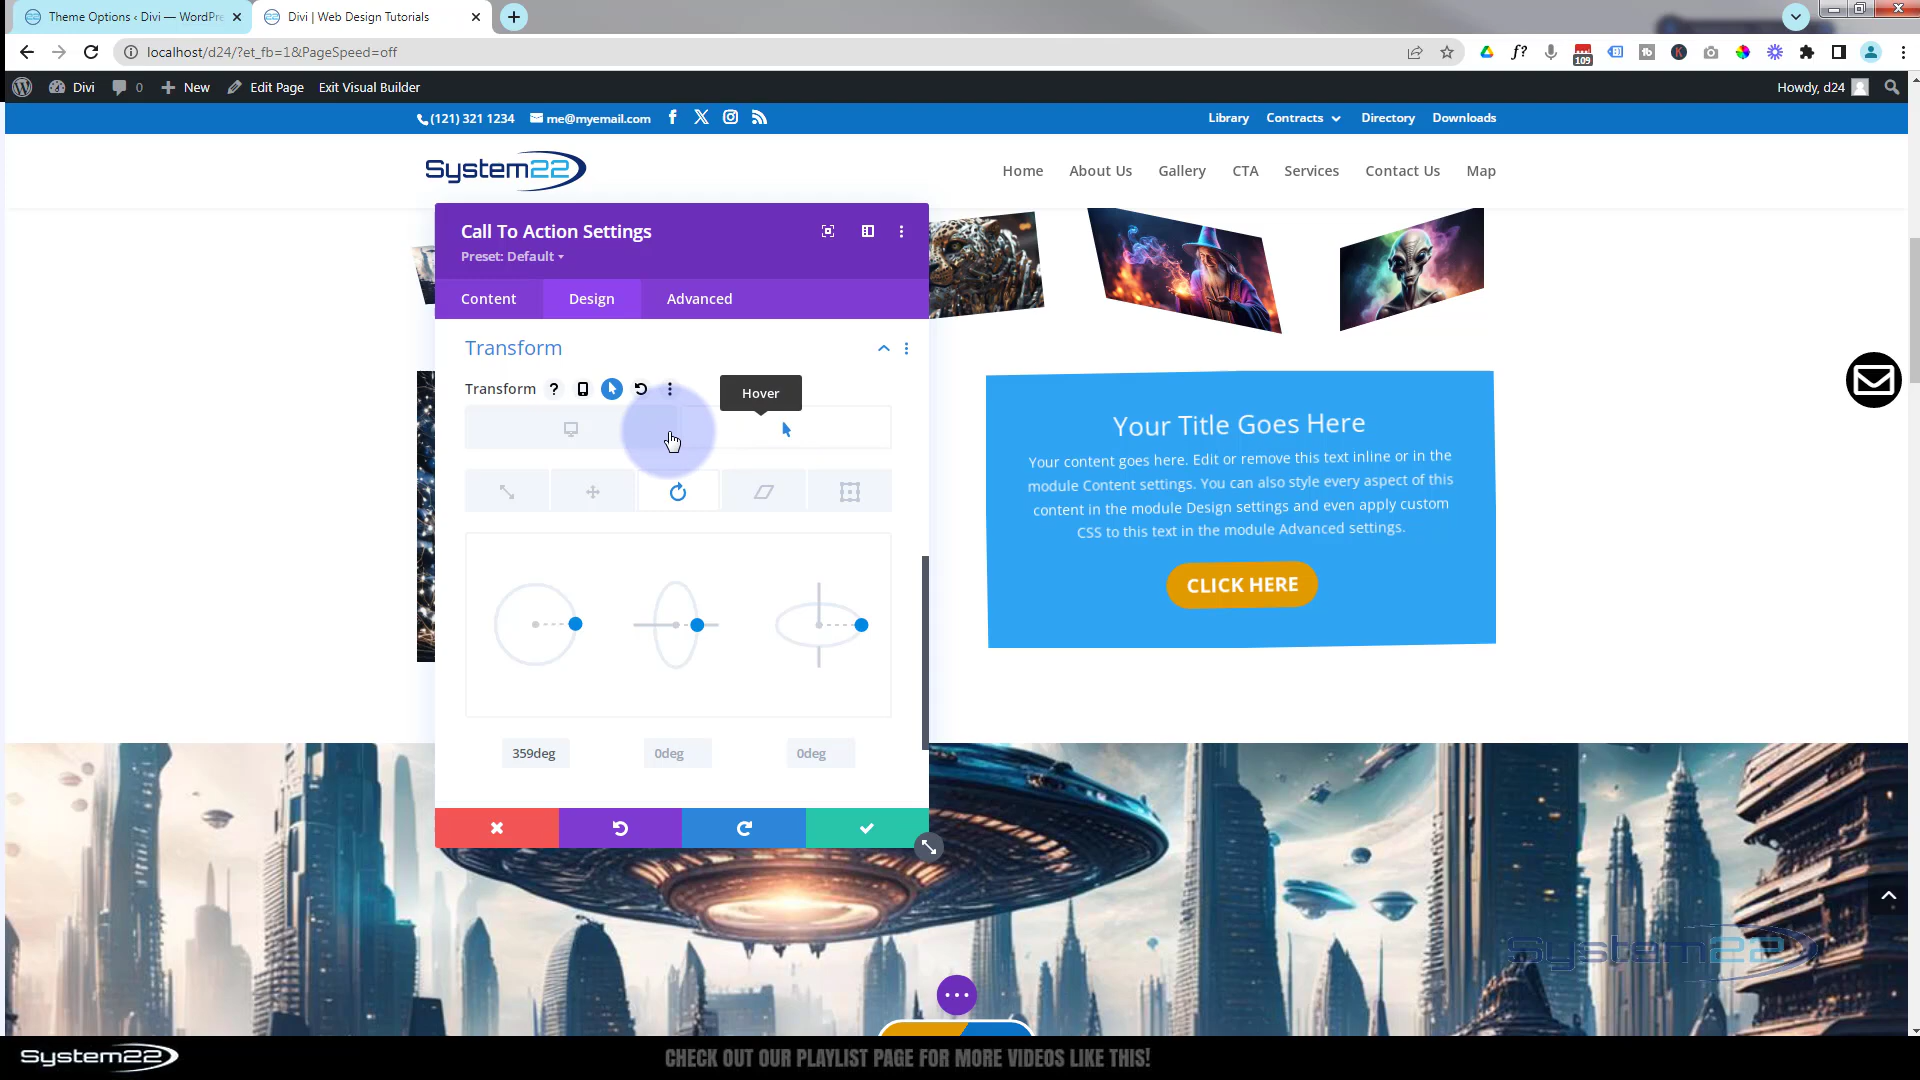 Theme Options ‹ Divi — WordPre
Divi | Web Design Tutorials
localhost/d24/?et_fb=1&PageSpeed=off
109
Divi
0
New
Edit Page
Exit Visual Builder
Howdy, d24
(121) 321 1234
me@myemail.com
Library
Contracts
Directory
Downloads
System22
Home
About Us
Gallery
CTA
Services
Contact Us
Map
Call To Action Settings
Preset: Default
Content
Design
Advanced
Transform
Transform
Hover
359deg
0deg
0deg
Your Title Goes Here
Your content goes here. Edit or remove this text inline or in the
module Content settings. You can also style every aspect of this
content in the module Design settings and even apply custom
CSS to this text in the module Advanced settings.
CLICK HERE
System22
System22
CHECK OUT OUR PLAYLIST PAGE FOR MORE VIDEOS LIKE THIS!